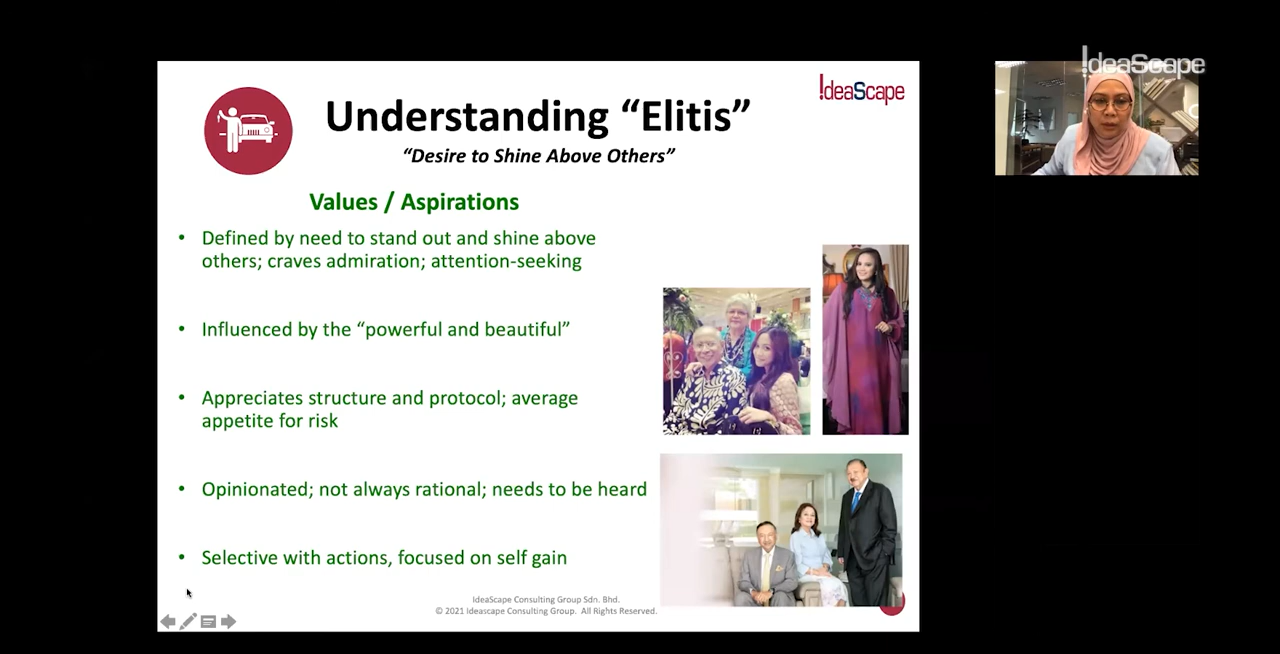 !deaScape
Understanding “Elitis”
“Desire to Shine Above Others”
Values / Aspirations
• Defined by need to stand out and shine above
others; craves admiration; attention-seeking
• Influenced by the “powerful and beautiful”
• Appreciates structure and protocol; average
appetite for risk
• Opinionated; not always rational; needs to be heard
• Selective with actions, focused on self gain
IdeaScape Consulting Group Sdn. Bhd.
© 2021 Ideascape Consulting Group. All Rights Reserved.
!deaScape